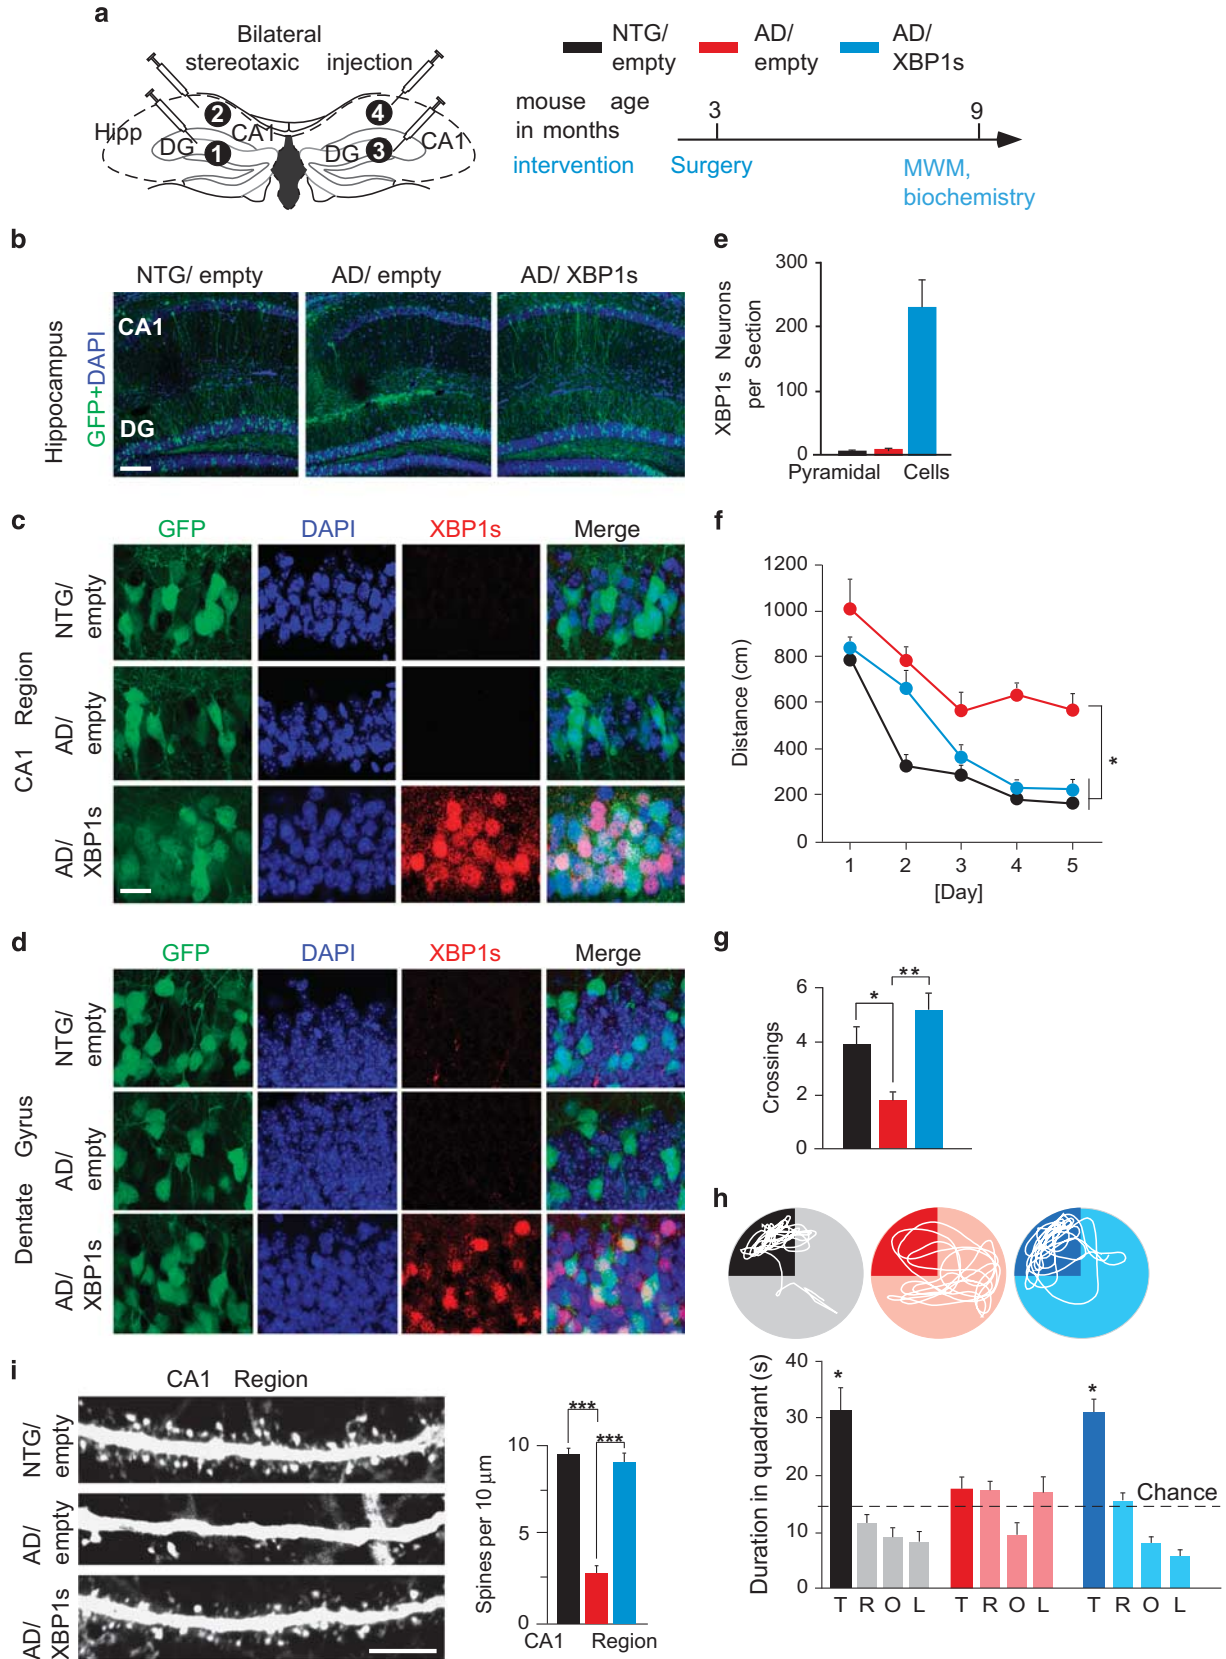 a
Bilateral
stereotaxic injection
2
4
Hipp
CA1
DG
1
DG
3
CA1
NTG/
empty
AD/
empty
AD/
XBP1s
mouse age
in months
3
9
intervention
Surgery
MWM,
biochemistry
b
NTG/ empty
AD/ empty
AD/ XBP1s
Hippocampus
GFP+DAPI
CA1
DG
e
XBP1s Neurons
per Section
300
200
100
0
Pyramidal Cells
c
GFP
DAPI
XBP1s
Merge
CA1 Region
NTG/
empty
AD/
empty
AD/
XBP1s
f
Distance (cm)
1200
1000
800
600
400
200
0
*
1
2
3
4
5
[Day]
d
GFP
DAPI
XBP1s
Merge
Dentate Gyrus
NTG/
empty
AD/
empty
AD/
XBP1s
g
Crossings
6
4
2
0
*
**
h
Duration in quadrant (s)
40
30
20
10
0
*
*
Chance
T R O L
T R O L
T R O L
i
CA1 Region
NTG/
empty
AD/
empty
AD/
XBP1s
Spines per 10 μm
10
5
0
***
***
CA1 Region